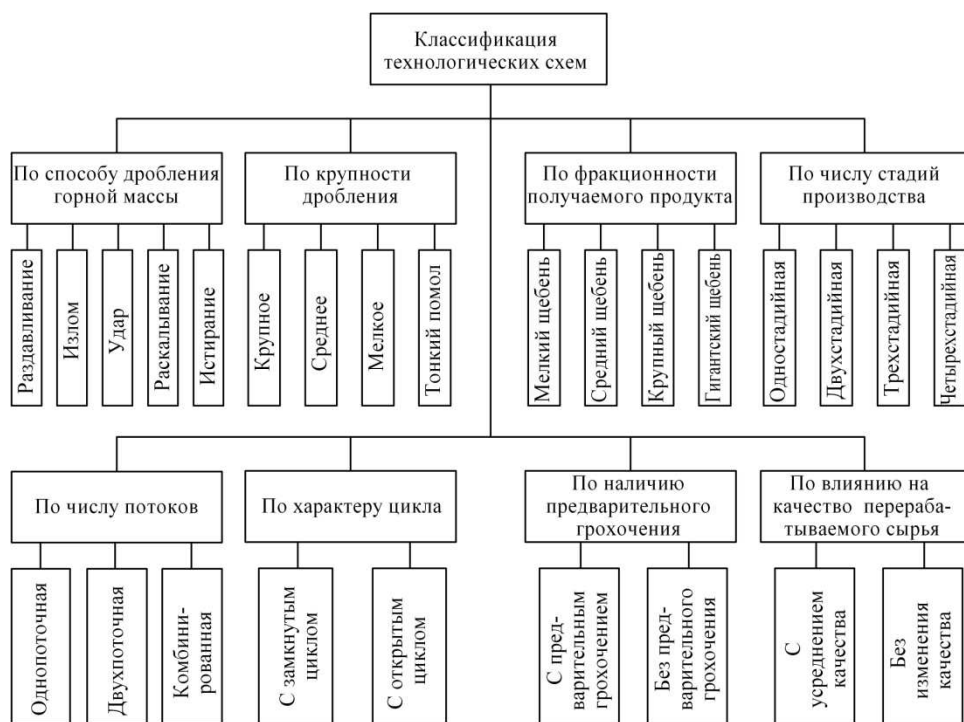 Классификация
технологических схем
По способу дробления
горной массы
По крупности
дробления
По фракционности
получаемого продукта
По числу стадий
производства
Раздавливание
Излом
Удар
Раскалывание
Истирание
Крупное
Среднее
Мелкое
Тонкий помол
Мелкий щебень
Средний щебень
Крупный щебень
Гигантский щебень
Одностадийная
Двухстадийная
Трехстадийная
Четырехстадийная
По числу потоков
По характеру цикла
По наличию
предварительного
грохочения
По влиянию на
качество перераба-
тываемого сырья
Однопоточная
Двухпоточная
Комбини-
рованная
С замкнутым
циклом
С открытым
циклом
С пред-
варительным
грохочением
Без пред-
варительного
грохочения
С
усреднением
качества
Без
изменения
качества